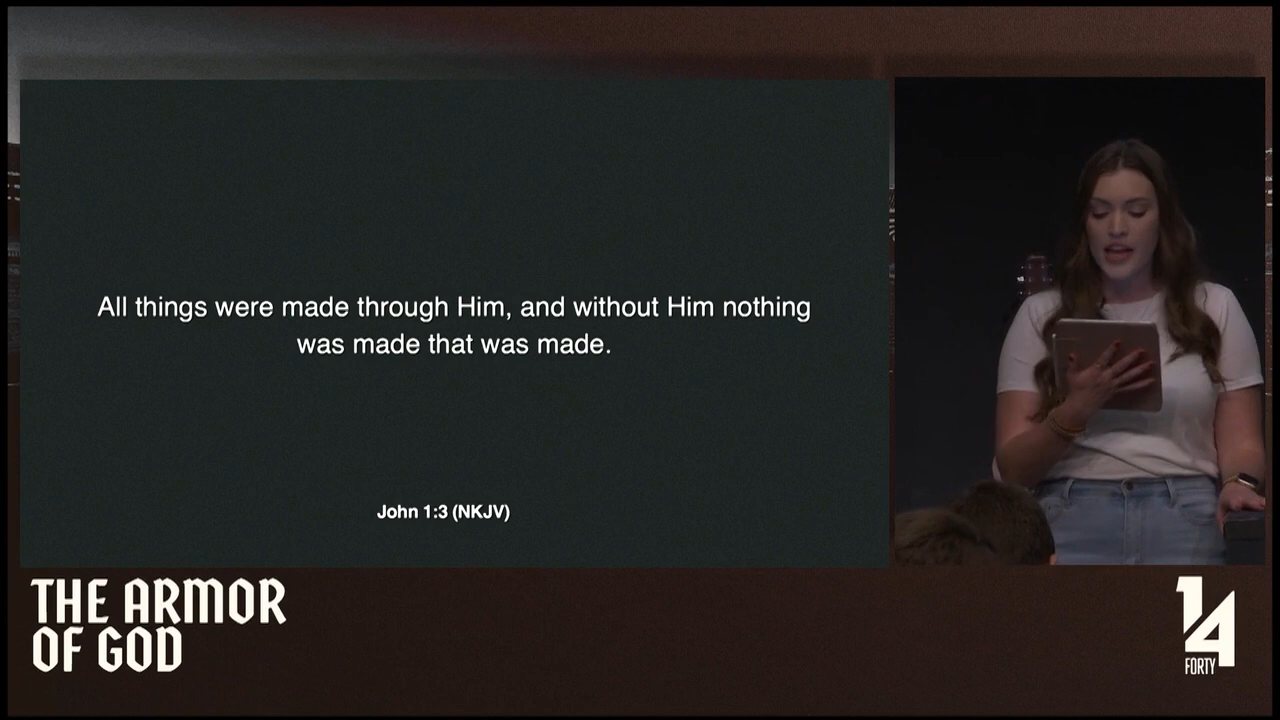 All things were made through Him, and without Him nothing
was made that was made.
John 1:3 (NKJV)
THE ARMOR
OF GOD
14
FORTY